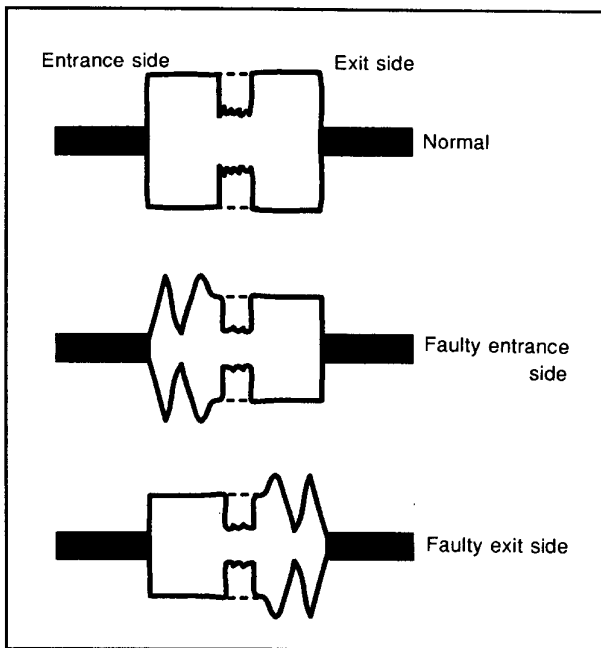 Entrance side
Exit side
Normal
Faulty entrance
side
Faulty exit side